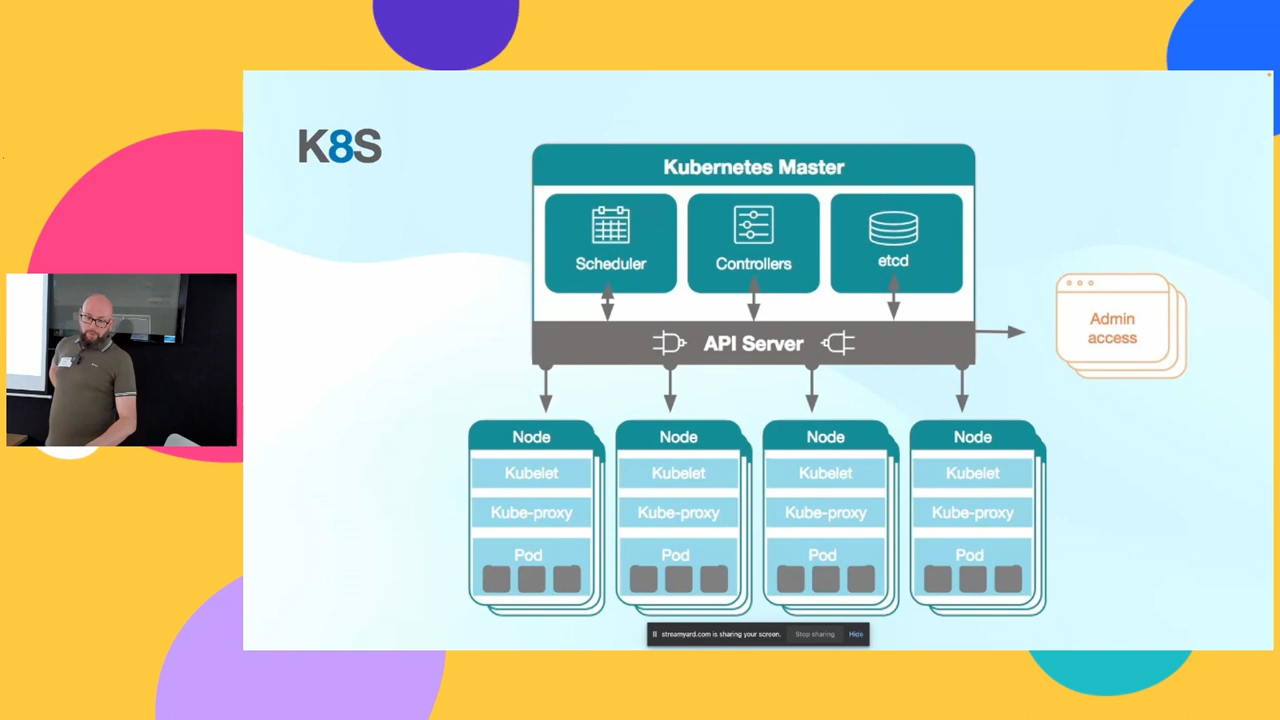 K8S
Kubernetes Master
Scheduler
Controllers
etcd
API Server
Admin
access
Node
Kubelet
Kube-proxy
Pod
Node
Kubelet
Kube-proxy
Pod
Node
Kubelet
Kube-proxy
Pod
Node
Kubelet
Kube-proxy
Pod
streamyard.com is sharing your screen.
Stop sharing
Hide